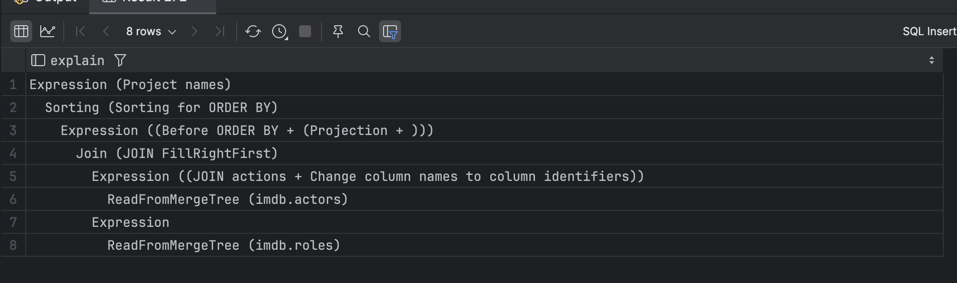 Output
8 rows
SQL Insert
explain
1 Expression (Project names)
2 Sorting (Sorting for ORDER BY)
3 Expression ((Before ORDER BY + (Projection + )))
4 Join (JOIN FillRightFirst)
5 Expression ((JOIN actions + Change column names to column identifiers))
6 ReadFromMergeTree (imdb.actors)
7 Expression
8 ReadFromMergeTree (imdb.roles)